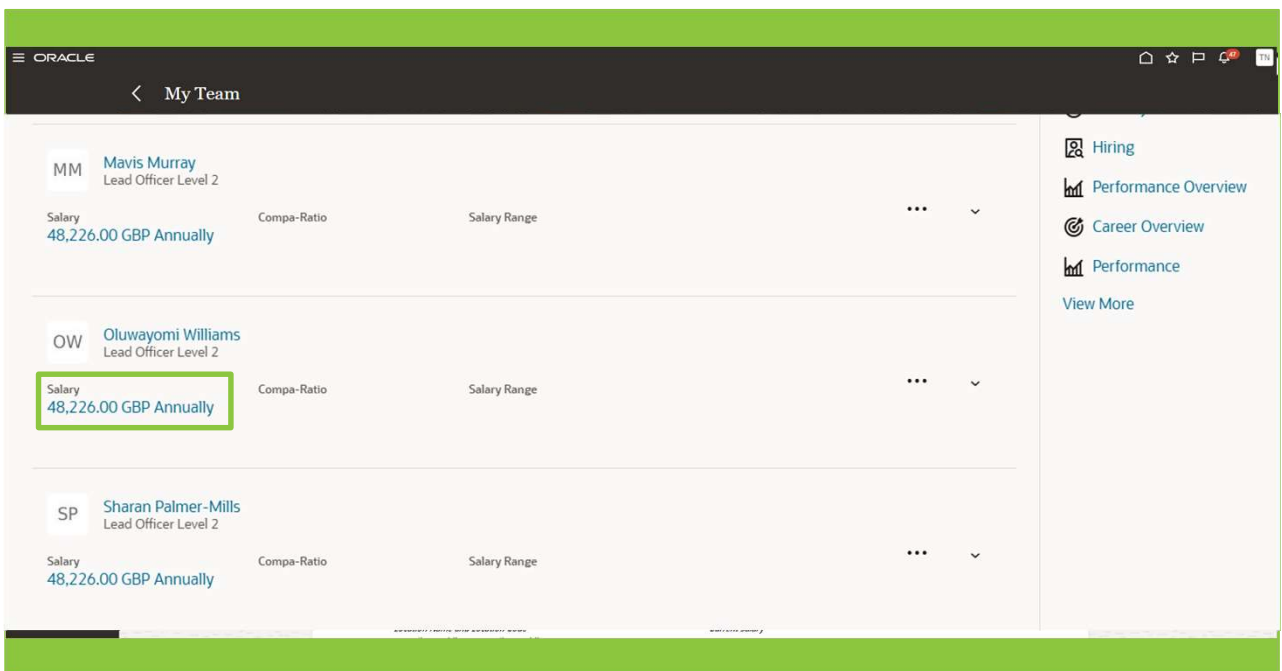 ORACLE
47
TN
My Team
MM
Mavis Murray
Lead Officer Level 2
Salary
Compa-Ratio
Salary Range
48,226.00 GBP Annually
OW
Oluwayomi Williams
Lead Officer Level 2
Salary
Compa-Ratio
Salary Range
48,226.00 GBP Annually
SP
Sharan Palmer-Mills
Lead Officer Level 2
Salary
Compa-Ratio
Salary Range
48,226.00 GBP Annually
Hiring
Performance Overview
Career Overview
Performance
View More